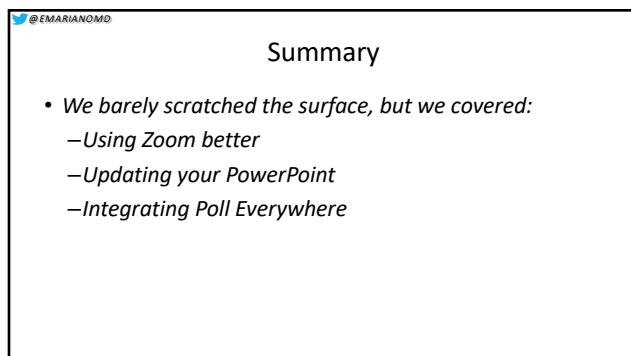 @EMARIANOMD
Summary
• We barely scratched the surface, but we covered:
–Using Zoom better
–Updating your PowerPoint
–Integrating Poll Everywhere